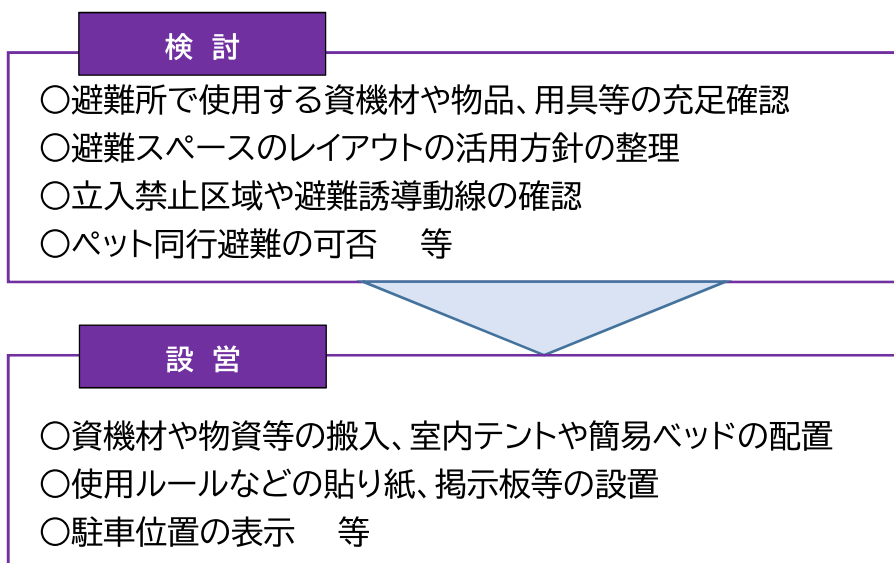 検 討
○避難所で使用する資機材や物品、用具等の充足確認
○避難スペースのレイアウトの活用方針の整理
○立入禁止区域や避難誘導動線の確認
○ペット同行避難の可否　等
設 営
○資機材や物資等の搬入、室内テントや簡易ベッドの配置
○使用ルールなどの貼り紙、掲示板等の設置
○駐車位置の表示　等